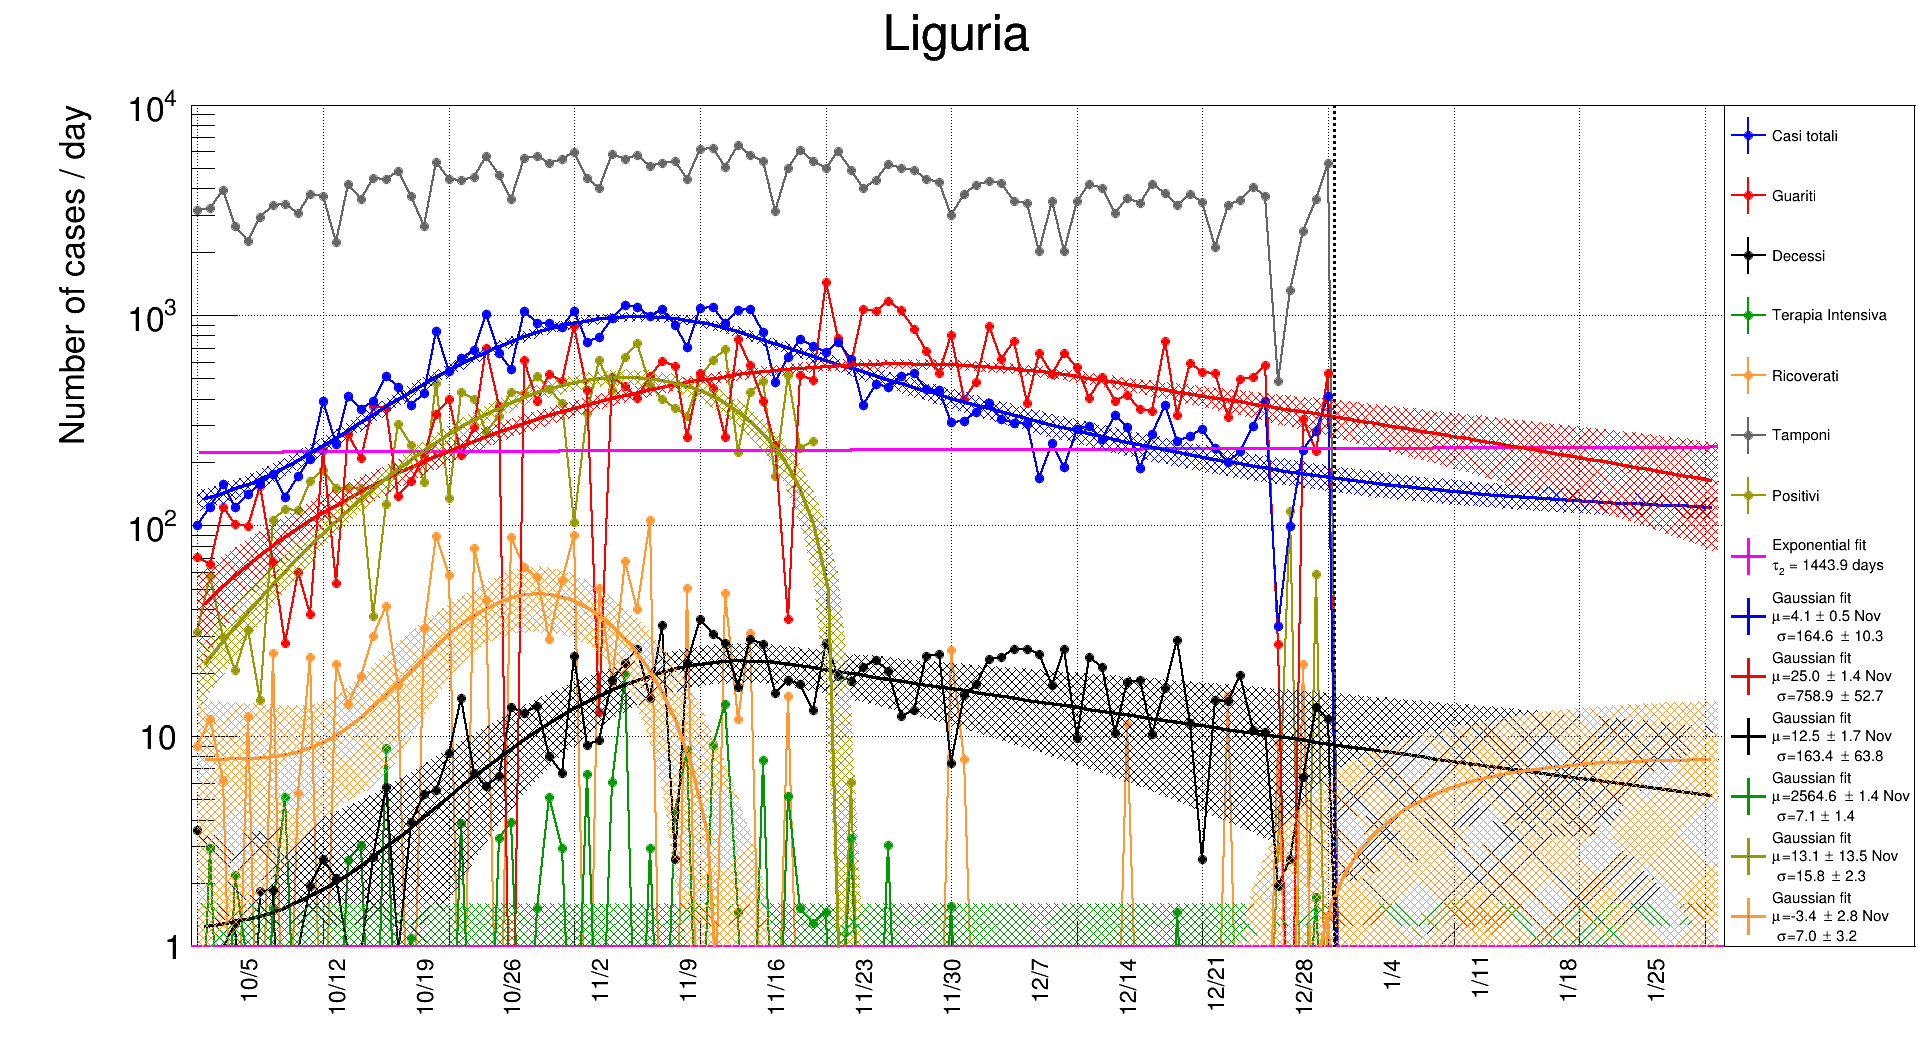 Liguria
Number of cases / day
10⁴
10³
10²
10
1
10/5 10/12 10/19 10/26 11/2 11/9 11/16 11/23 11/30 12/7 12/14 12/21 12/28 1/4 1/11 1/18 1/25
Casi totali
Guariti
Decessi
Terapia Intensiva
Ricoverati
Tamponi
Positivi
Exponential fit
τ₂ = 1443.9 days
Gaussian fit
μ=4.1 ± 0.5 Nov
σ=164.6 ± 10.3
Gaussian fit
μ=25.0 ± 1.4 Nov
σ=758.9 ± 52.7
Gaussian fit
μ=12.5 ± 1.7 Nov
σ=163.4 ± 63.8
Gaussian fit
μ=2564.6 ± 1.4 Nov
σ=7.1 ± 1.4
Gaussian fit
μ=13.1 ± 13.5 Nov
σ=15.8 ± 2.3
Gaussian fit
μ=-3.4 ± 2.8 Nov
σ=7.0 ± 3.2